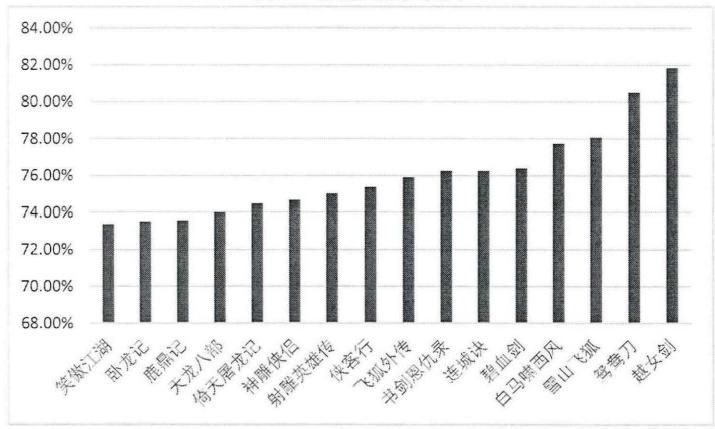 84.00%
82.00%
80.00%
78.00%
76.00%
74.00%
72.00%
70.00%
68.00%
笑傲江湖
卧龙记
鹿鼎记
天龙八部
倚天屠龙记
神雕侠侣
射雕英雄传
侠客行
飞狐外传
书剑恩仇录
连城诀
碧血剑
白马啸西风
雪山飞狐
鸳鸯刀
越女剑